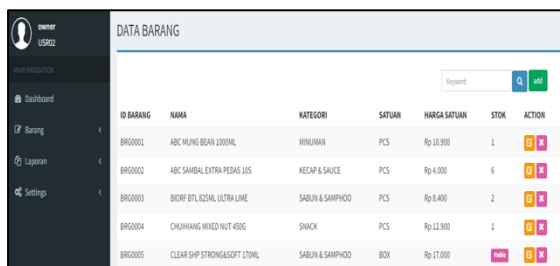 owner
USR02
MAIN NAVIGATION
Dashboard
Barang
Laporan
Settings
DATA BARANG
Keyword
add
ID BARANG NAMA KATEGORI SATUAN HARGA SATUAN STOK ACTION
BRG0001 ABC MUNG BEAN 1000ML MINUMAN PCS Rp 10.900 1
BRG0002 ABC SAMBAL EXTRA PEDAS 10S KECAP & SAUCE PCS Rp 4.000 6
BRG0003 BIORF BTL 825ML ULTRA LIME SABUN & SAMPHOO PCS Rp 8.400 2
BRG0004 CHUIHIANG MIXED NUT 450G SNACK PCS Rp 12.900 1
BRG0005 CLEAR SHP STRONG&SOFT 170ML SABUN & SAMPHOO BOX Rp 17.000 Habis